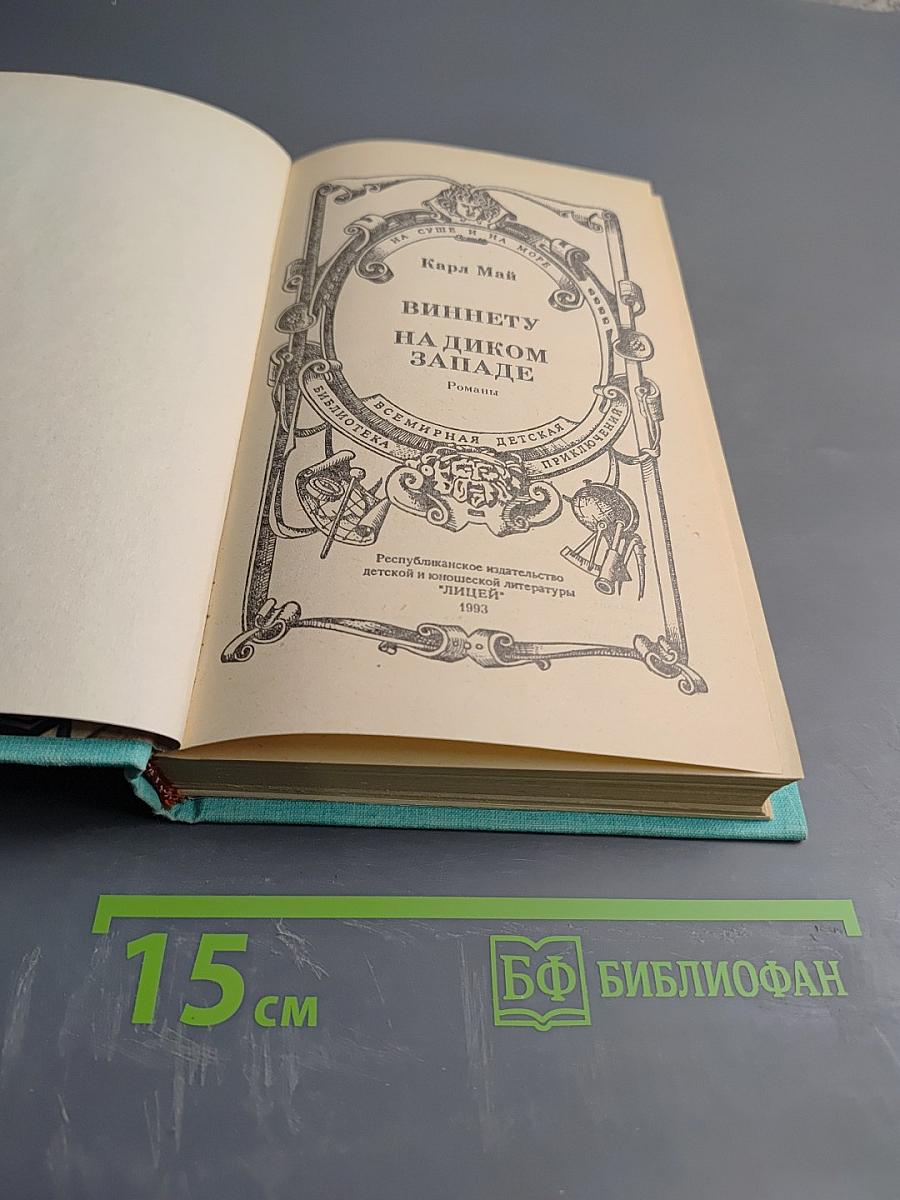 НА СУШЕ И НА МОРЕ
Карл Май
ВИННЕТУ
НА ДИКОМ
ЗАПАДЕ
Романы
ВСЕМИРНАЯ ДЕТСКАЯ
БИБЛИОТЕКА ПРИКЛЮЧЕНИЙ
Республиканское издательство
детской и юношеской литературы
"ЛИЦЕЙ"
1993
15 см
БФ БИБЛИОФАН